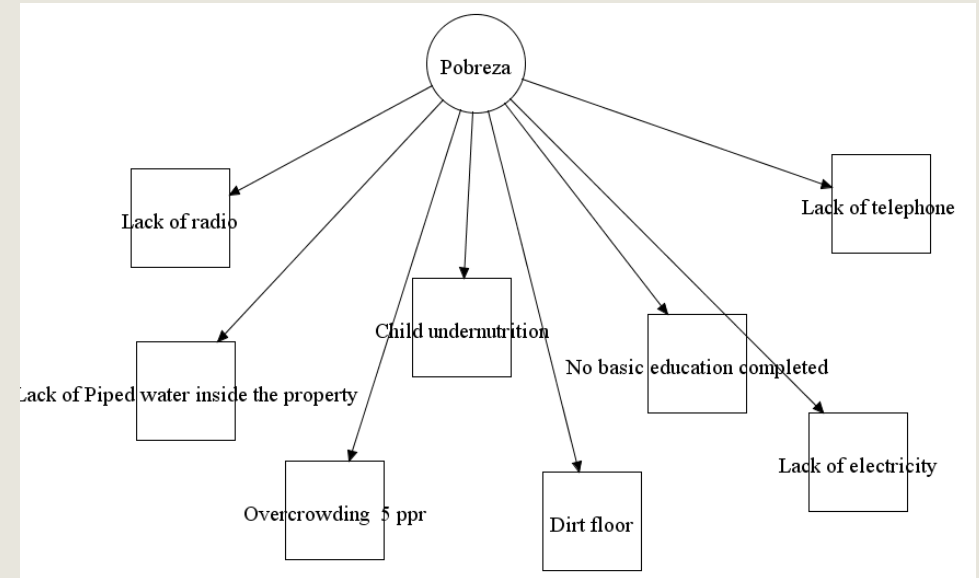 Pobreza
Lack of radio
Lack of telephone
Child undernutrition
No basic education completed
Lack of Piped water inside the property
Lack of electricity
Overcrowding 5 ppr
Dirt floor